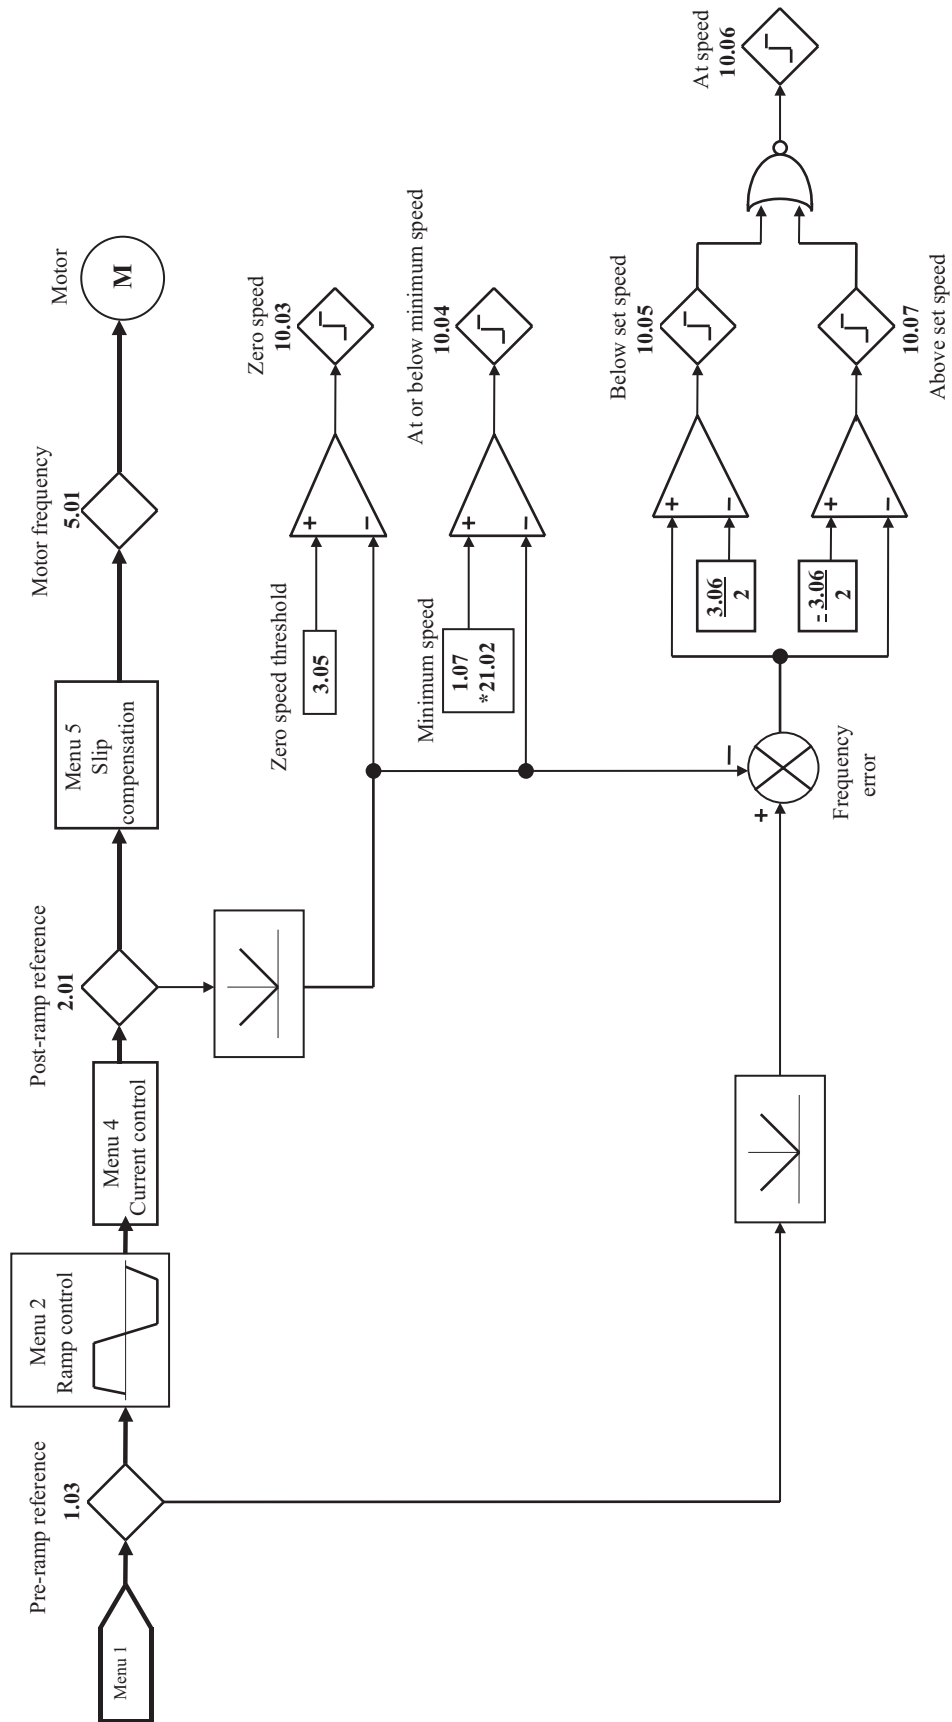 Menu 1
Pre-ramp reference
1.03
Menu 2
Ramp control
Menu 4
Current control
Post-ramp reference
2.01
Menu 5
Slip
compensation
Motor frequency
5.01
Motor
M
Zero speed threshold
3.05
+
−
Zero speed
10.03
Minimum speed
1.07
*21.02
+
−
At or below minimum speed
10.04
+
−
Frequency
error
3.06
2
+
−
Below set speed
10.05
- 3.06
2
+
−
10.07
Above set speed
At speed
10.06